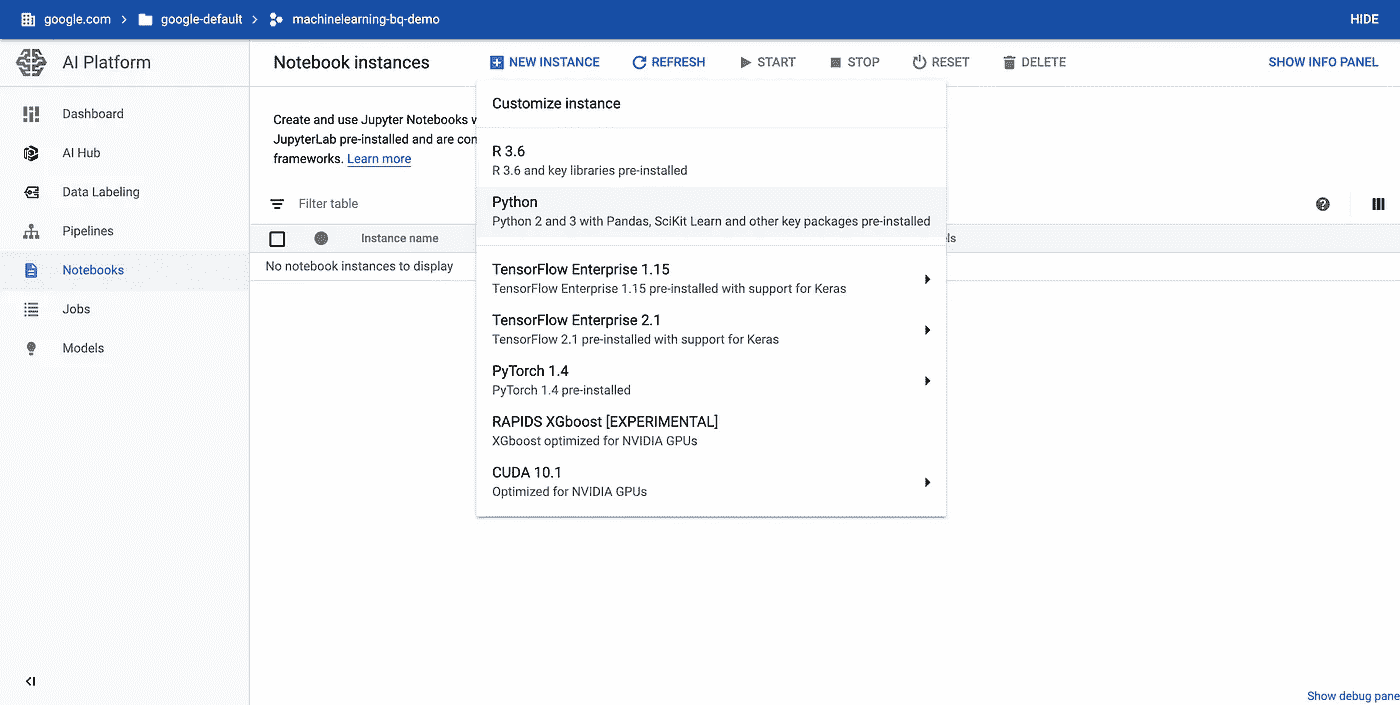 google.com > google-default > machinelearning-bq-demo HIDE
AI Platform
Notebook instances NEW INSTANCE REFRESH START STOP RESET DELETE SHOW INFO PANEL
Dashboard
AI Hub
Data Labeling
Pipelines
Notebooks
Jobs
Models
Create and use Jupyter Notebooks
JupyterLab pre-installed and are
frameworks. Learn more
Filter table
Instance name
No notebook instances to display
Customize instance
R 3.6
R 3.6 and key libraries pre-installed
Python
Python 2 and 3 with Pandas, SciKit Learn and other key packages pre-installed
TensorFlow Enterprise 1.15
TensorFlow Enterprise 1.15 pre-installed with support for Keras
TensorFlow Enterprise 2.1
TensorFlow 2.1 pre-installed with support for Keras
PyTorch 1.4
PyTorch 1.4 pre-installed
RAPIDS XGboost [EXPERIMENTAL]
XGboost optimized for NVIDIA GPUs
CUDA 10.1
Optimized for NVIDIA GPUs
Show debug pane